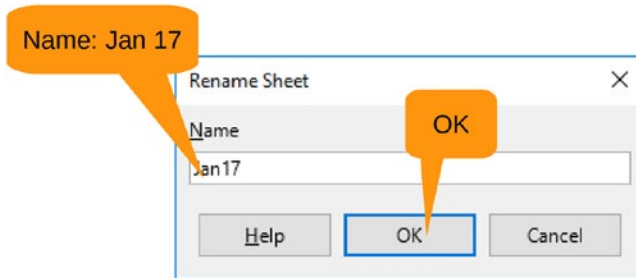 Name: Jan 17
Rename Sheet
OK
Name
Jan17
Help
OK
Cancel